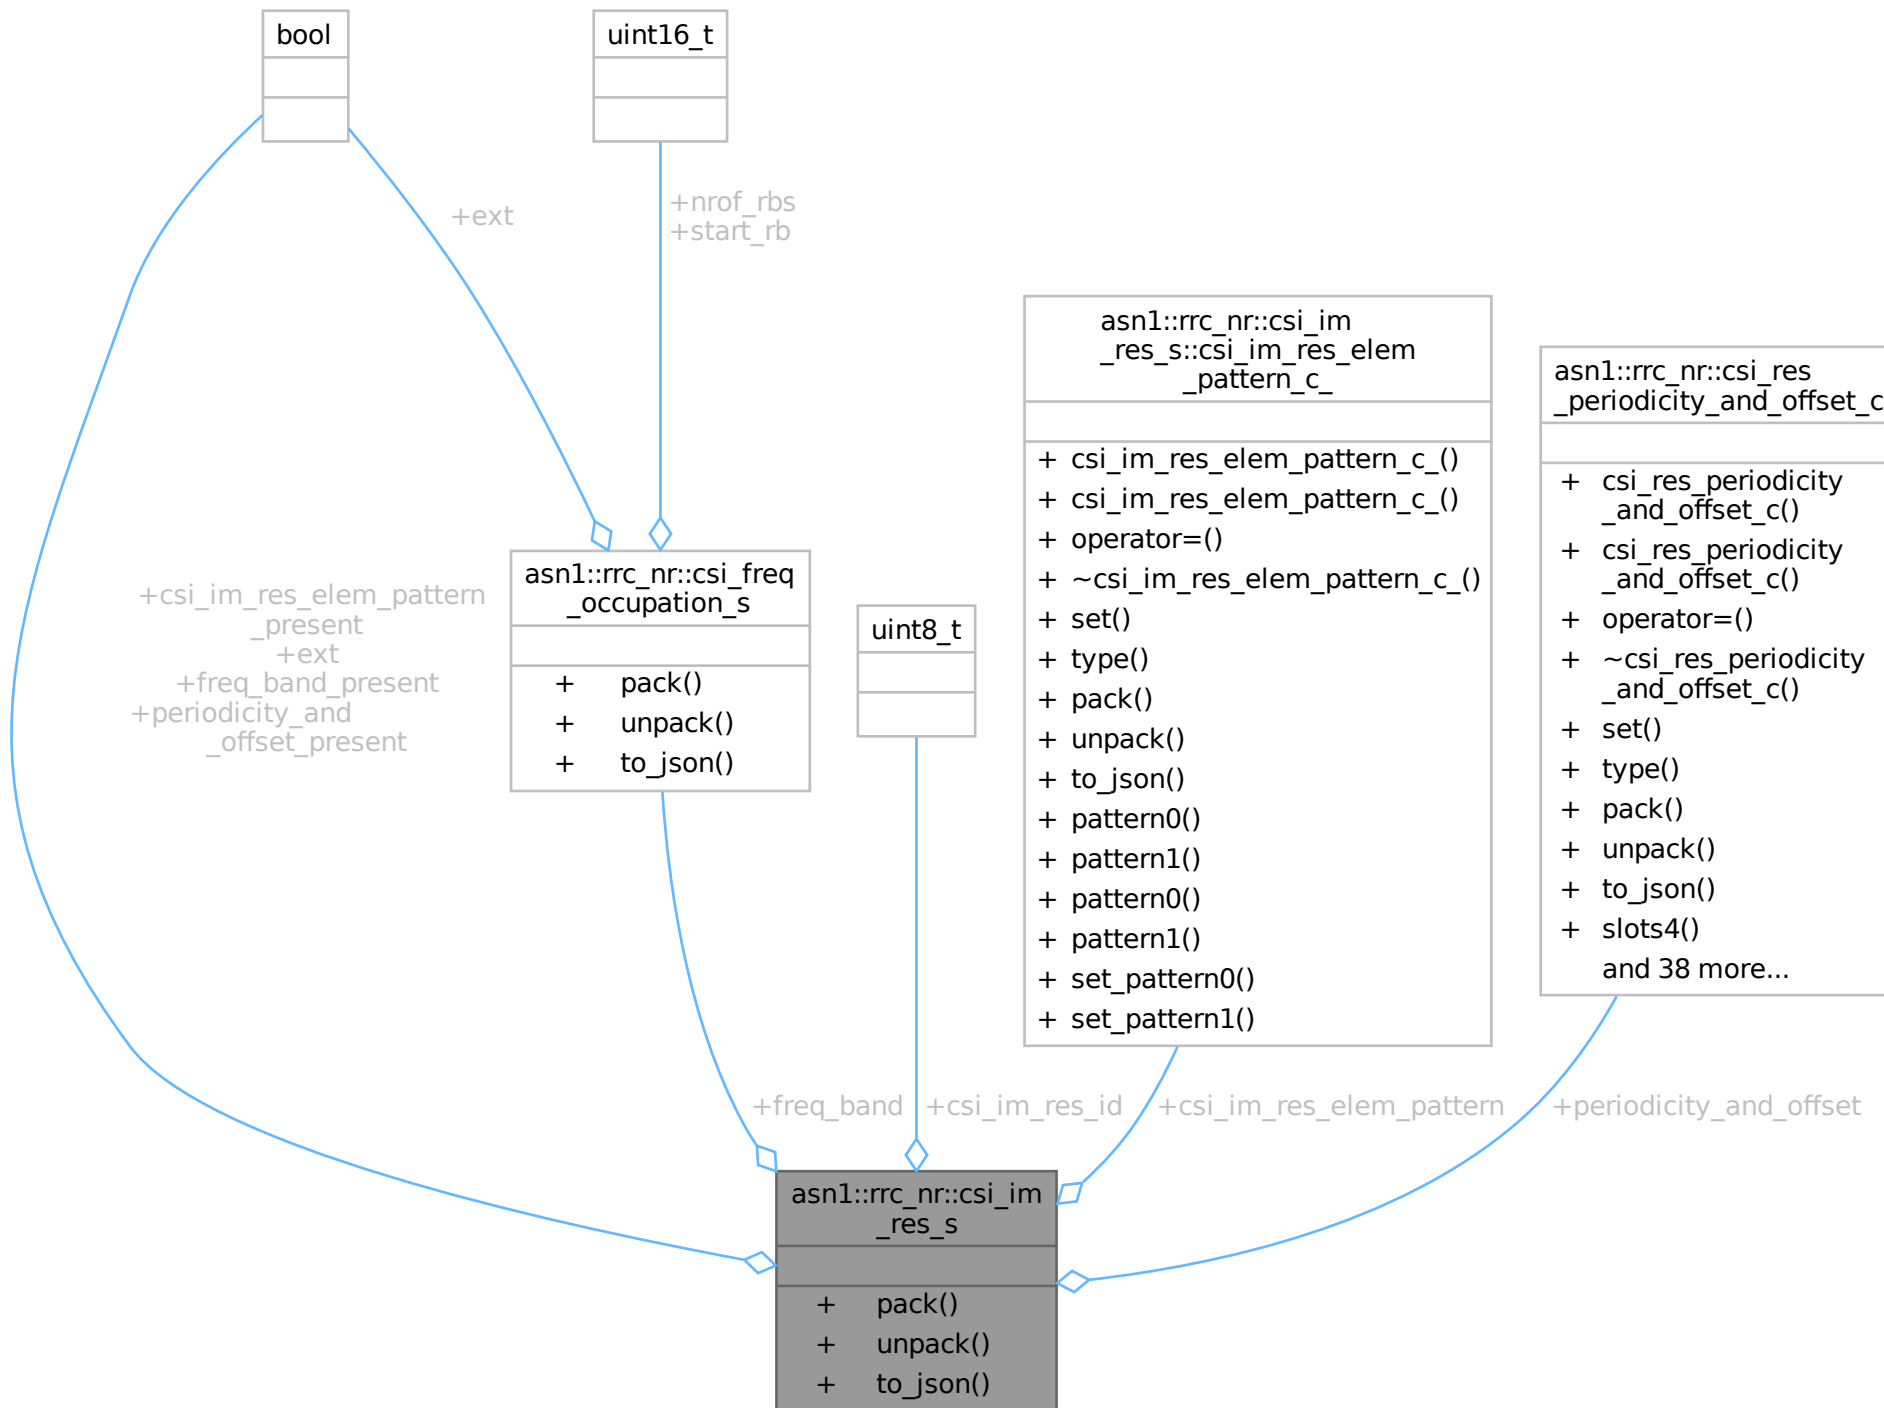 bool
uint16_t
+ext
+nrof_rbs
+start_rb
asn1::rrc_nr::csi_im
_res_s::csi_im_res_elem
_pattern_c_
+ csi_im_res_elem_pattern_c_()
+ csi_im_res_elem_pattern_c_()
+ operator=()
+ ~csi_im_res_elem_pattern_c_()
+ set()
+ type()
+ pack()
+ unpack()
+ to_json()
+ pattern0()
+ pattern1()
+ pattern0()
+ pattern1()
+ set_pattern0()
+ set_pattern1()
asn1::rrc_nr::csi_res
_periodicity_and_offset_c
+ csi_res_periodicity
_and_offset_c()
+ csi_res_periodicity
_and_offset_c()
+ operator=()
+ ~csi_res_periodicity
_and_offset_c()
+ set()
+ type()
+ pack()
+ unpack()
+ to_json()
+ slots4()
and 38 more...
+csi_im_res_elem_pattern
_present
+ext
+freq_band_present
+periodicity_and
_offset_present
asn1::rrc_nr::csi_freq
_occupation_s
+ pack()
+ unpack()
+ to_json()
uint8_t
+freq_band
+csi_im_res_id
+csi_im_res_elem_pattern
+periodicity_and_offset
asn1::rrc_nr::csi_im
_res_s
+ pack()
+ unpack()
+ to_json()